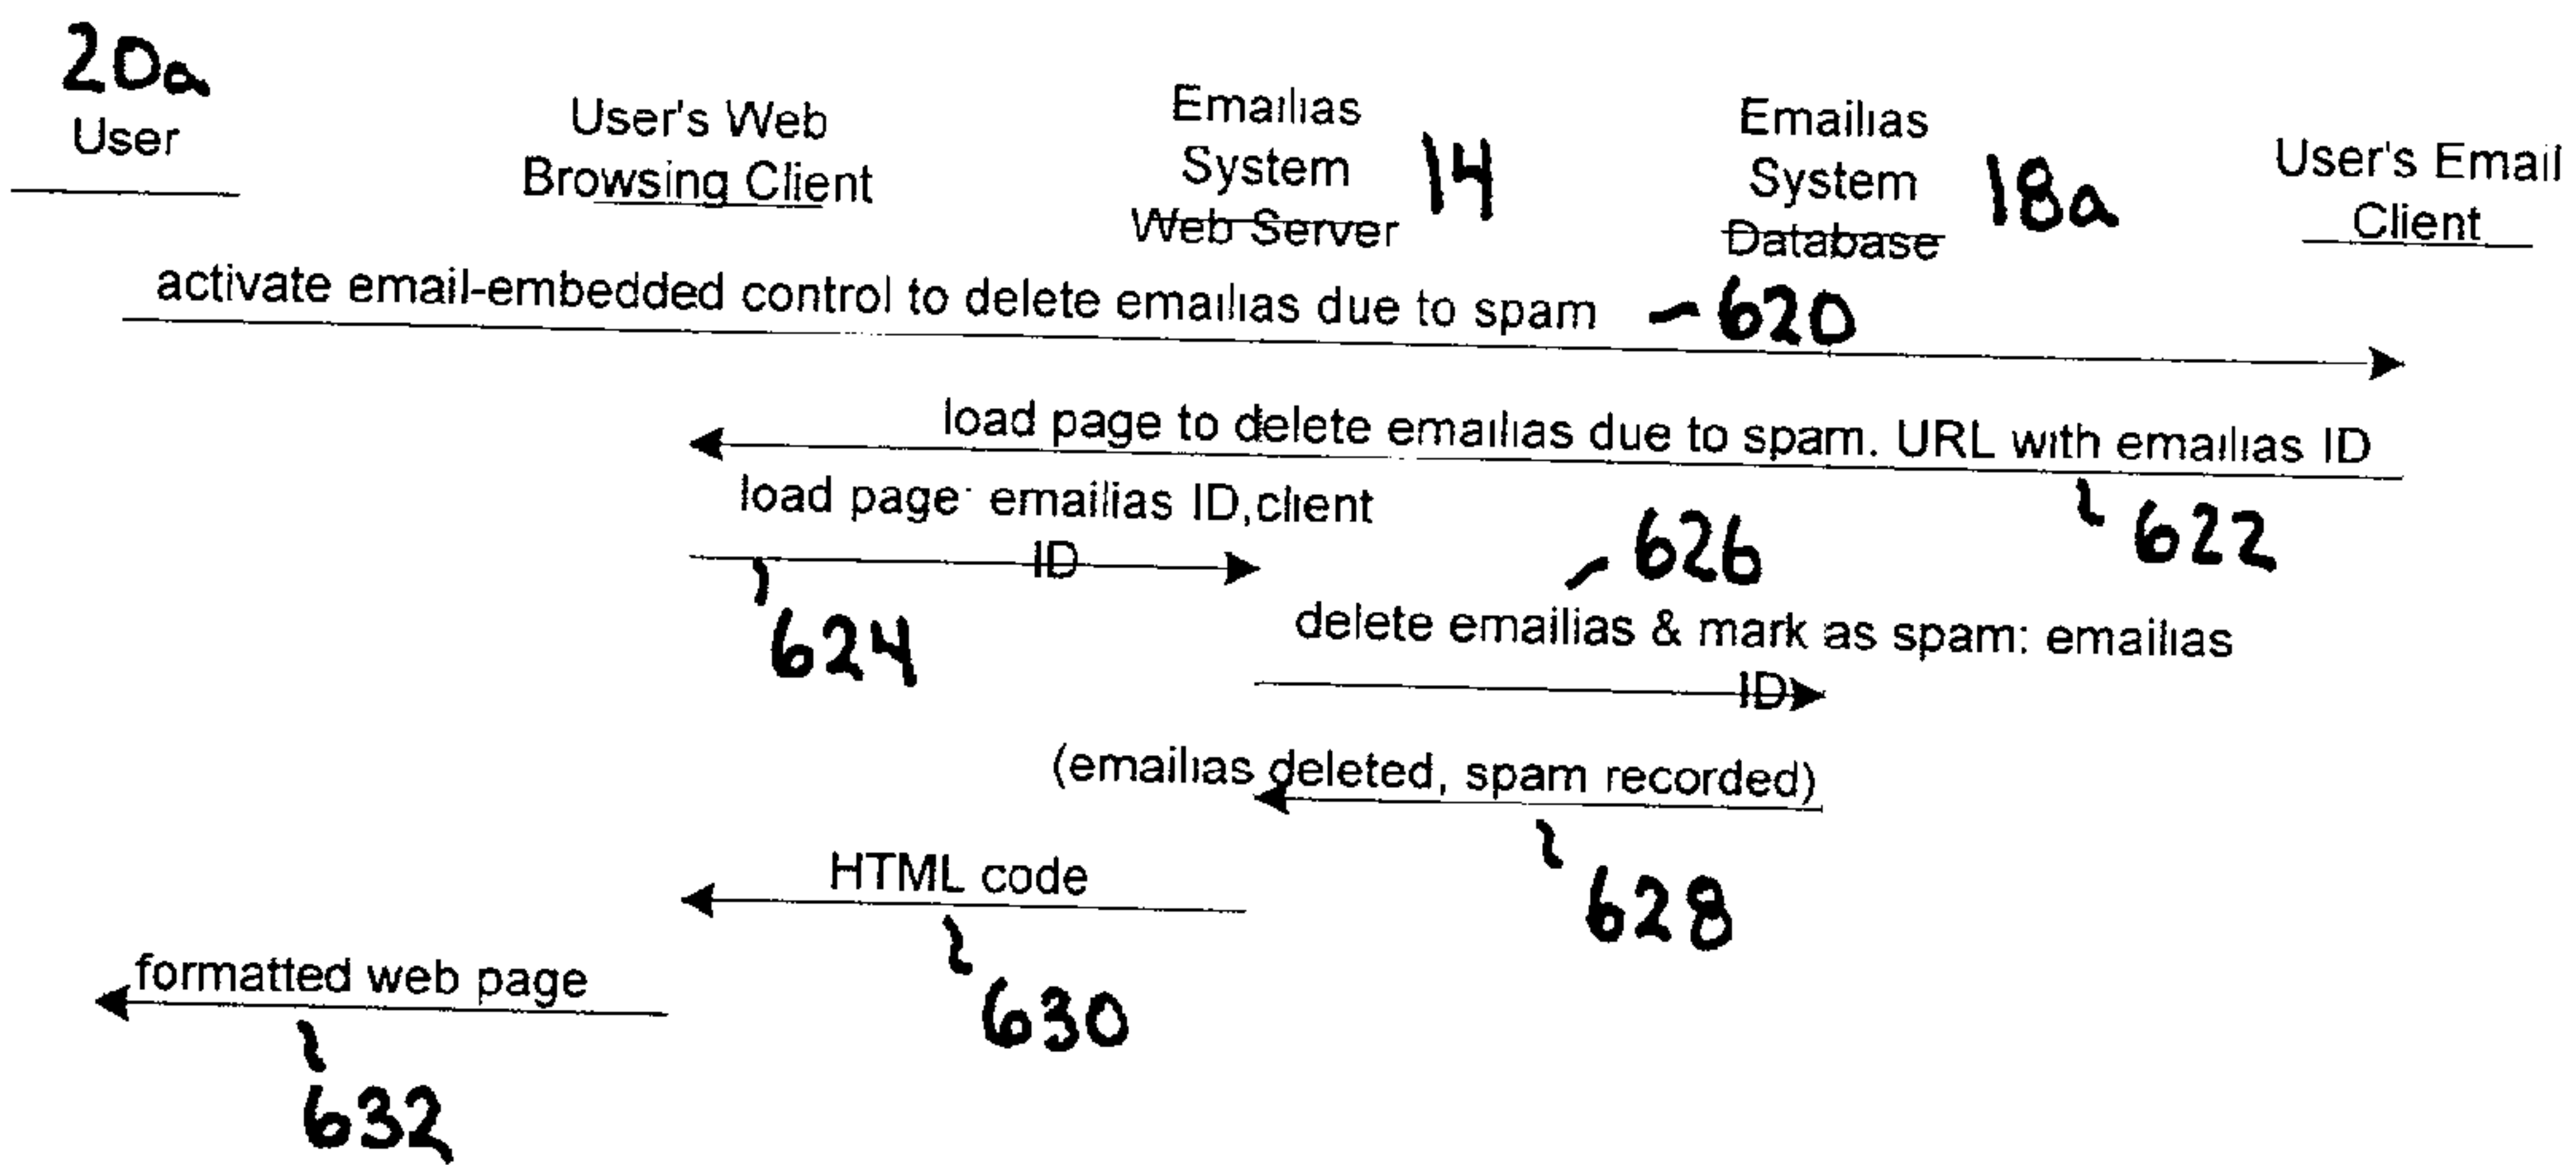 20a
User
User's Web
Browsing Client
Emailias
System
Web Server
14
Emailias
System
Database
18a
User's Email
Client
activate email-embedded control to delete emailias due to spam
620
load page to delete emailias due to spam. URL with emailias ID
622
load page: emailias ID,client
ID
624
626
delete emailias & mark as spam: emailias
ID
(emailias deleted, spam recorded)
628
HTML code
630
formatted web page
632